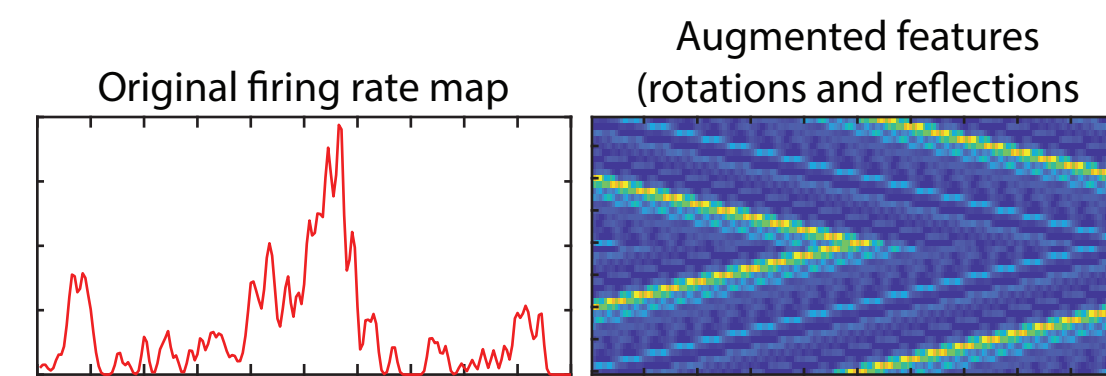 Original firing rate map
Augmented features
(rotations and reflections